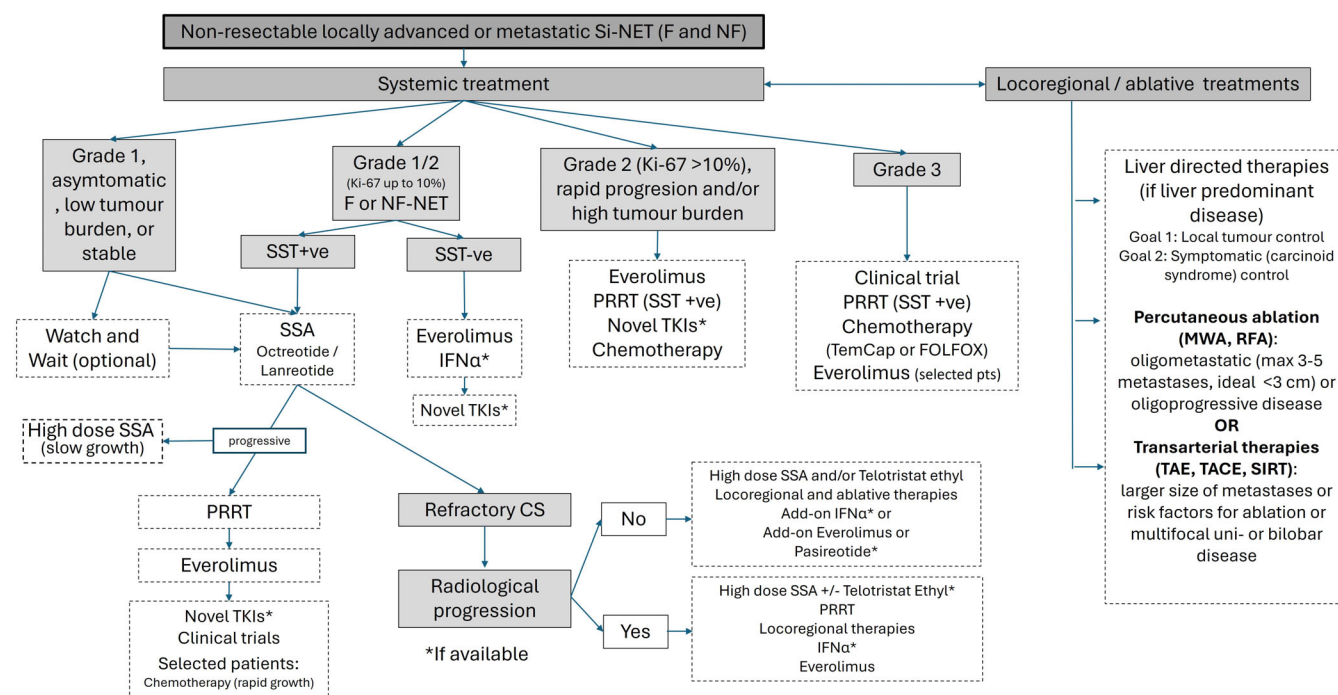 Non-resectable locally advanced or metastatic Si-NET (F and NF)
Systemic treatment
Locoregional / ablative treatments
Grade 1,
asymtomatic
, low tumour
burden, or
stable
Grade 1/2
(Ki-67 up to 10%)
F or NF-NET
Grade 2 (Ki-67 >10%),
rapid progresion and/or
high tumour burden
Grade 3
SST+ve
SST-ve
Watch and
Wait (optional)
SSA
Octreotide /
Lanreotide
Everolimus
IFNα*
Novel TKIs*
Everolimus
PRRT (SST +ve)
Novel TKIs*
Chemotherapy
Clinical trial
PRRT (SST +ve)
Chemotherapy
(TemCap or FOLFOX)
Everolimus (selected pts)
High dose SSA
(slow growth)
progressive
PRRT
Everolimus
Novel TKIs*
Clinical trials
Selected patients:
Chemotherapy (rapid growth)
Refractory CS
Radiological
progression
*If available
No
Yes
High dose SSA and/or Telotristat ethyl
Locoregional and ablative therapies
Add-on IFNα* or
Add-on Everolimus or
Pasireotide*
High dose SSA +/- Telotristat Ethyl*
PRRT
Locoregional therapies
IFNα*
Everolimus
Liver directed therapies
(if liver predominant
disease)
Goal 1: Local tumour control
Goal 2: Symptomatic (carcinoid
syndrome) control
Percutaneous ablation
(MWA, RFA):
oligometastatic (max 3-5
metastases, ideal <3 cm) or
oligoprogressive disease
OR
Transarterial therapies
(TAE, TACE, SIRT):
larger size of metastases or
risk factors for ablation or
multifocal uni- or bilobar
disease